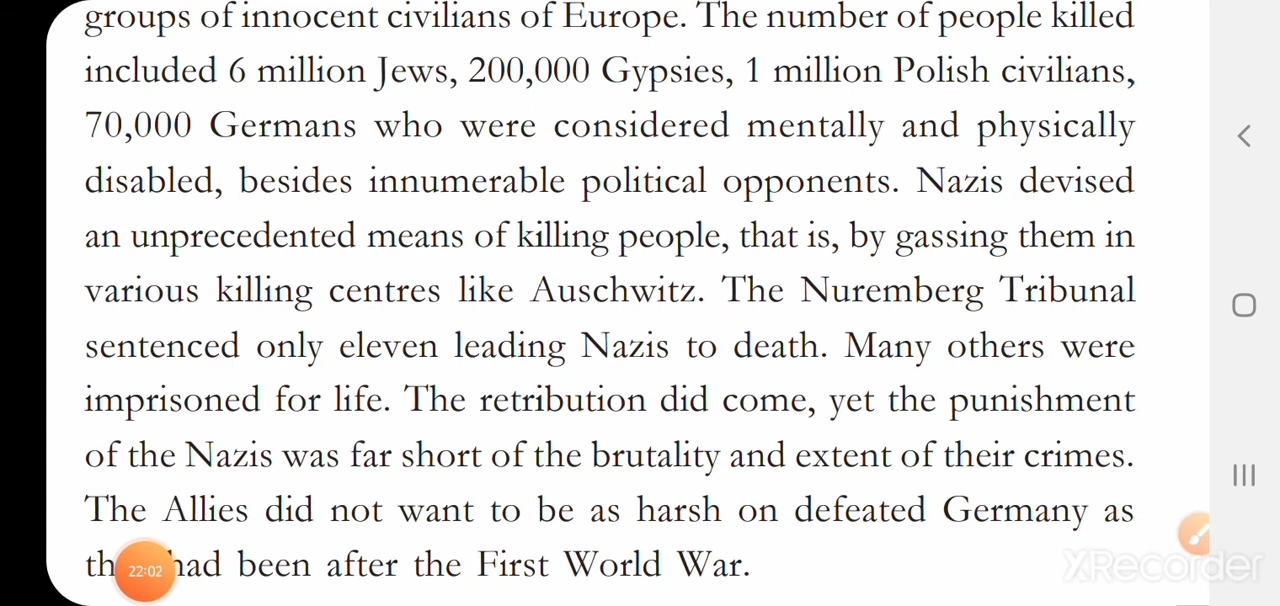 groups of innocent civilians of Europe. The number of people killed
included 6 million Jews, 200,000 Gypsies, 1 million Polish civilians,
70,000 Germans who were considered mentally and physically
disabled, besides innumerable political opponents. Nazis devised
an unprecedented means of killing people, that is, by gassing them in
various killing centres like Auschwitz. The Nuremberg Tribunal
sentenced only eleven leading Nazis to death. Many others were
imprisoned for life. The retribution did come, yet the punishment
of the Nazis was far short of the brutality and extent of their crimes.
The Allies did not want to be as harsh on defeated Germany as
had been after the First World War.
22:02
XRecorder